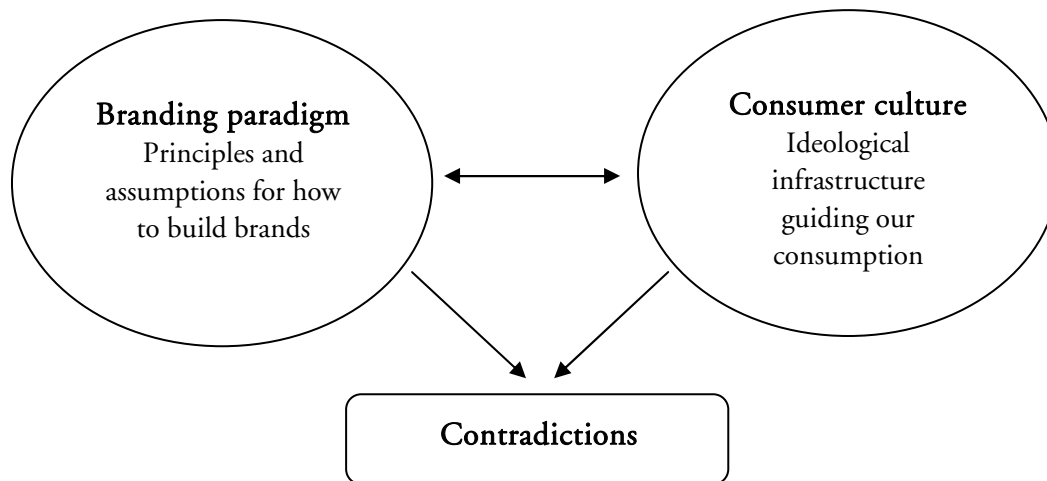 Branding paradigm
Principles and
assumptions for how
to build brands
Consumer culture
Ideological
infrastructure
guiding our
consumption
Contradictions